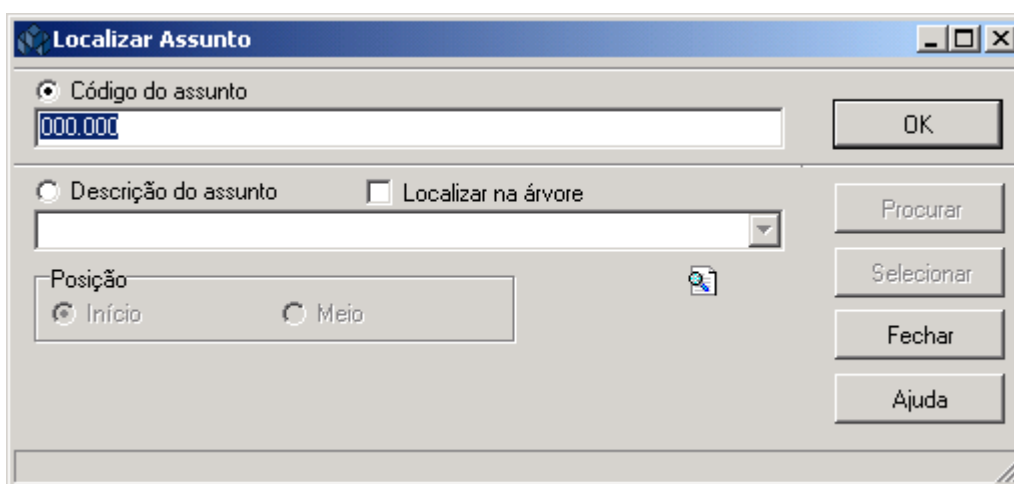 Localizar Assunto
Código do assunto
000.000
OK
Descrição do assunto Localizar na árvore
Procurar
Posição
Início Meio
Selecionar
Fechar
Ajuda